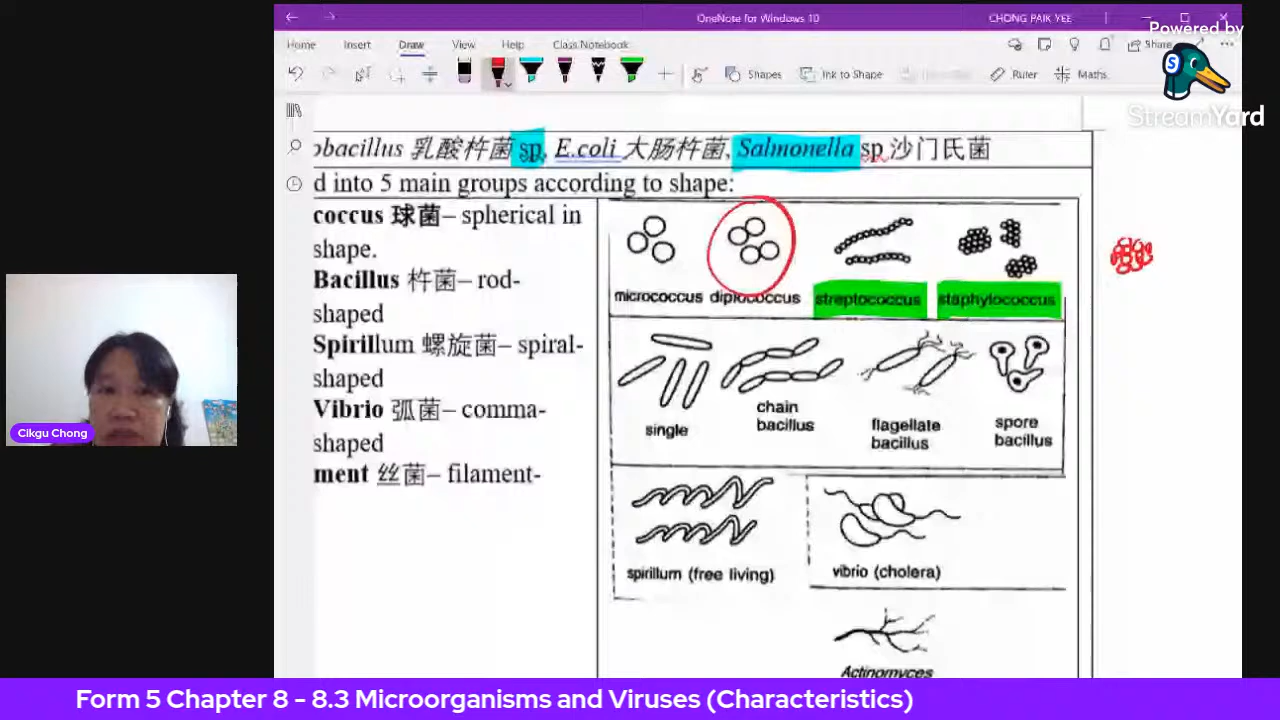 OneNote for Windows 10
CHONG PAIK YEE
Powered by
StreamYard
Home Insert Draw View Help Class Notebook
Share
Shapes
Ink to Shape
Ruler
Maths
obacillus 乳酸杵菌 sp, E.coli 大肠杵菌, Salmonella sp 沙门氏菌
d into 5 main groups according to shape:
coccus 球菌– spherical in
shape.
Bacillus 杵菌– rod-
shaped
Spirillum 螺旋菌– spiral-
shaped
Vibrio 弧菌– comma-
shaped
ment 丝菌– filament-
micrococcus diplococcus streptococcus staphylococcus
single
chain
bacillus
flagellate
bacillus
spore
bacillus
spirillum (free living)
vibrio (cholera)
Actinomyces
Cikgu Chong
Form 5 Chapter 8 - 8.3 Microorganisms and Viruses (Characteristics)